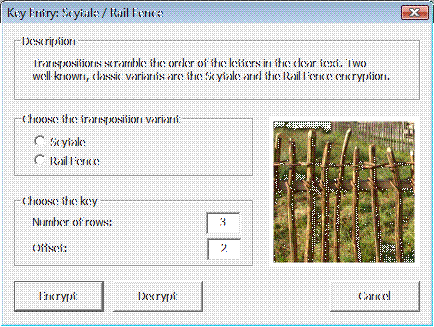 Key Entry: Scytale / Rail Fence
Description
Transpositions scramble the order of the letters in the clear text. Two
well-known, classic variants are the Scytale and the Rail Fence encryption.
Choose the transposition variant
Scytale
Rail Fence
Choose the key
Number of rows: 3
Offset: 2
Encrypt Decrypt Cancel